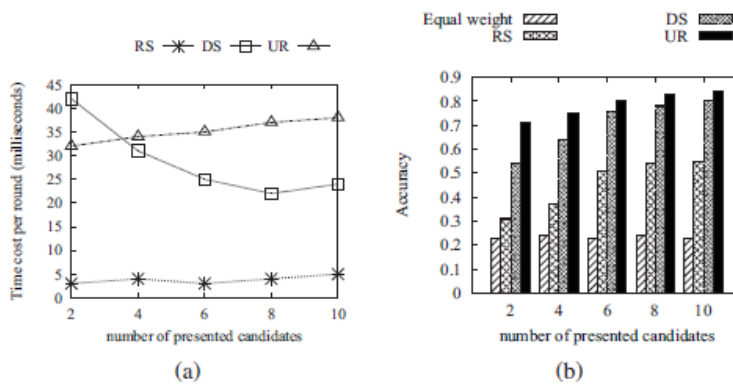 RS DS UR
45
40
35
30
25
20
15
10
5
0
2 4 6 8 10
Time cost per round (milliseconds)
number of presented candidates
(a)
Equal weight DS
RS UR
0.9
0.8
0.7
0.6
0.5
0.4
0.3
0.2
0.1
0
2 4 6 8 10
Accuracy
number of presented candidates
(b)